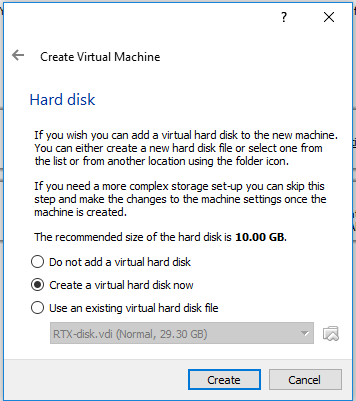 ?
Create Virtual Machine
Hard disk
If you wish you can add a virtual hard disk to the new machine.
You can either create a new hard disk file or select one from
the list or from another location using the folder icon.
If you need a more complex storage set-up you can skip this
step and make the changes to the machine settings once the
machine is created.
The recommended size of the hard disk is 10.00 GB.
Do not add a virtual hard disk
Create a virtual hard disk now
Use an existing virtual hard disk file
RTX-disk.vdi (Normal, 29.30 GB)
Create
Cancel